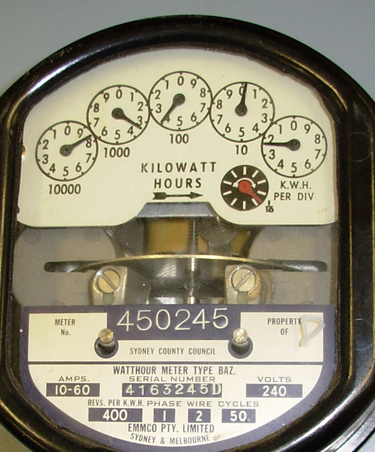 1000
100
10
10000
KILOWATT
HOURS
K.W.H.
PER DIV
METER
No.
450245
PROPERTY
OF
SYDNEY COUNTY COUNCIL
WATTHOUR METER TYPE BAZ.
AMPS. SERIAL NUMBER VOLTS
10-60 41632450 240
REVS. PER K.W.H. PHASE WIRE CYCLES
400 1 2 50
EMMCO PTY. LIMITED
SYDNEY & MELBOURNE